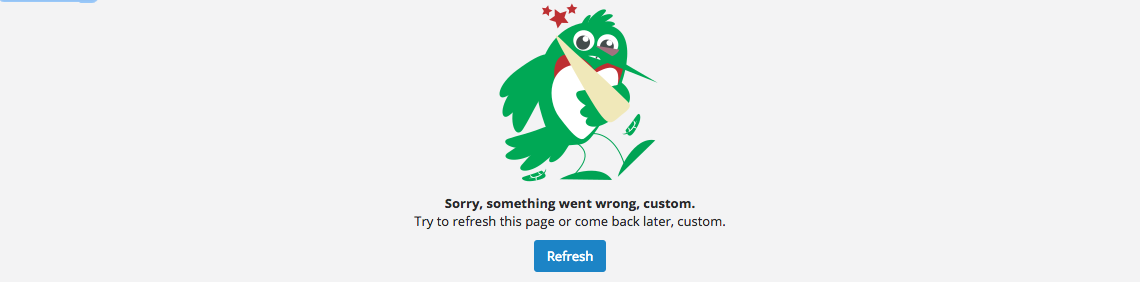 Sorry, something went wrong, custom.
Try to refresh this page or come back later, custom.
Refresh